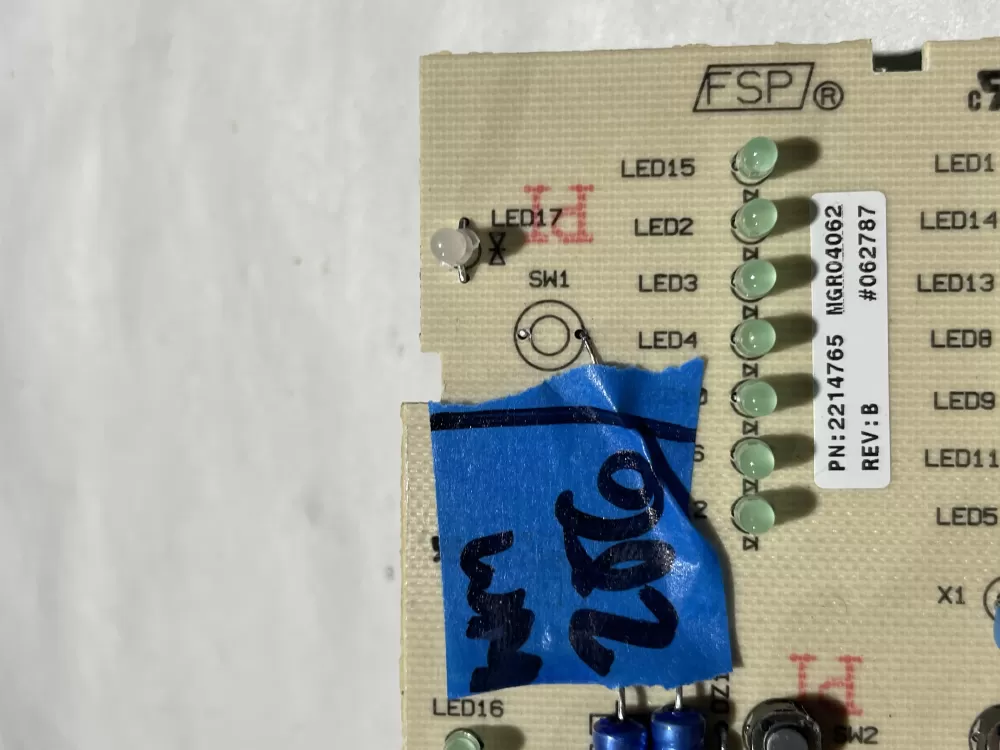 FSP®
LED15
LED1
LED17
LED2
LED14
LED3
LED13
SW1
LED4
LED8
LED9
LED11
LED5
PN:2214765 MGR04062
REV:B #062787
X1
LED16
DZ1
SW2